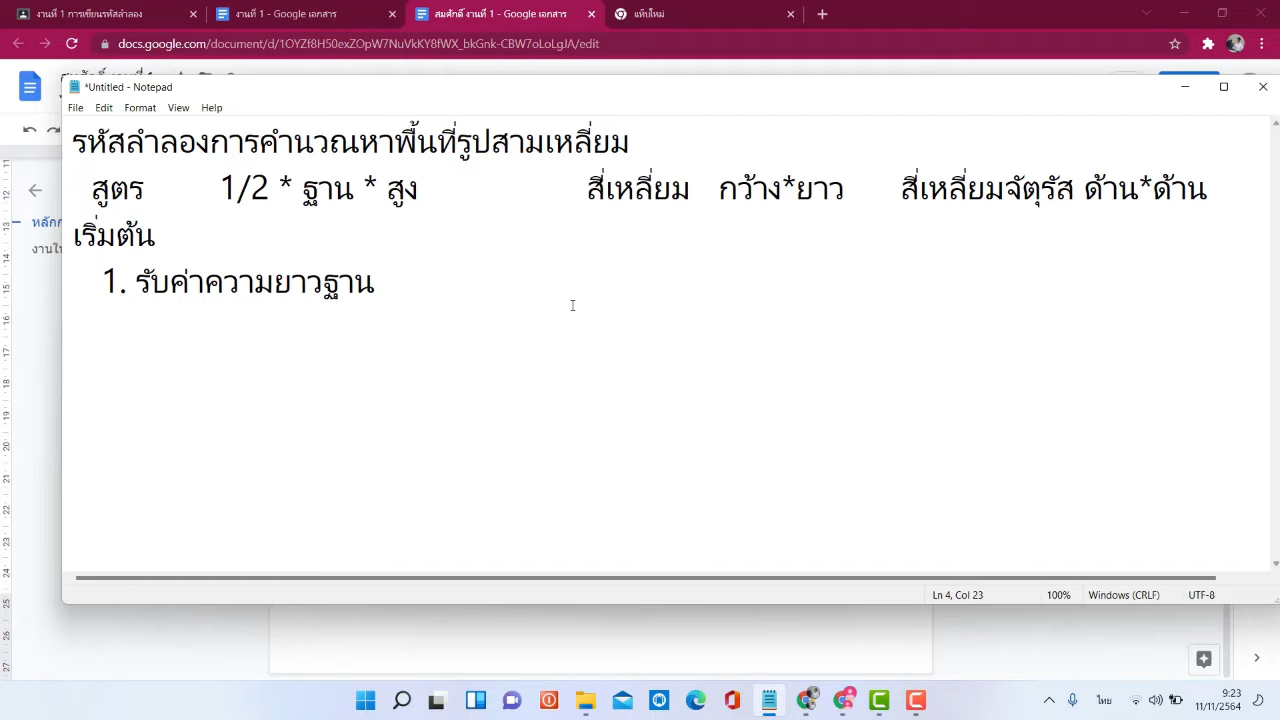 งานที่ 1 การเขียนรหัสลำลอง
งานที่ 1 - Google เอกสาร
สมศักดิ์ งานที่ 1 - Google เอกสาร
แท็บใหม่
docs.google.com/document/d/1OYZf8H50exZOpW7NuVkKY8fWX_bkGnk-CBW7oLoLgJA/edit
*Untitled - Notepad
File Edit Format View Help
รหัสลำลองการคำนวณหาพื้นที่รูปสามเหลี่ยม
สูตร 1/2 * ฐาน * สูง สี่เหลี่ยม กว้าง*ยาว สี่เหลี่ยมจัตุรัส ด้าน*ด้าน
เริ่มต้น
1. รับค่าความยาวฐาน
Ln 4, Col 23 100% Windows (CRLF) UTF-8
ไทย
9:23
11/11/2564